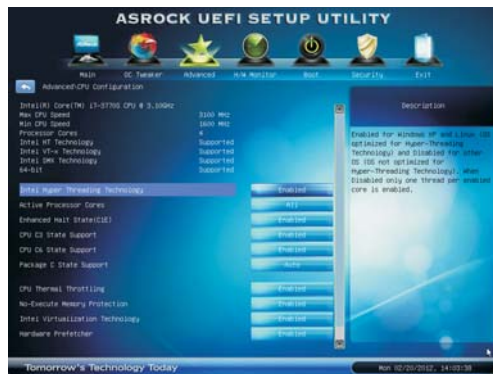 ASROCK UEFI SETUP UTILITY
Main OC Tweaker Advanced H/W Monitor Boot Security Exit
Advanced\CPU Configuration
Description
Intel(R) Core(TM) i7-3770S CPU @ 3.10GHz
Max CPU Speed 3100 MHz
Min CPU Speed 1600 MHz
Processor Cores 4
Intel HT Technology Supported
Intel VT-x Technology Supported
Intel SMX Technology Supported
64-bit Supported
Intel Hyper Threading Technology Enabled
Active Processor Cores All
Enhanced Halt State(C1E) Enabled
CPU C3 State Support Enabled
CPU C6 State Support Enabled
Package C State Support Auto
CPU Thermal Throttling Enabled
No-Execute Memory Protection Enabled
Intel Virtualization Technology Enabled
Hardware Prefetcher Enabled
Enabled for Windows XP and Linux (OS
optimized for Hyper-Threading
Technology) and Disabled for other
OS (OS not optimized for
Hyper-Threading Technology). When
Disabled only one thread per enabled
core is enabled.
Tomorrow's Technology Today
Mon 02/20/2012, 14:03:38